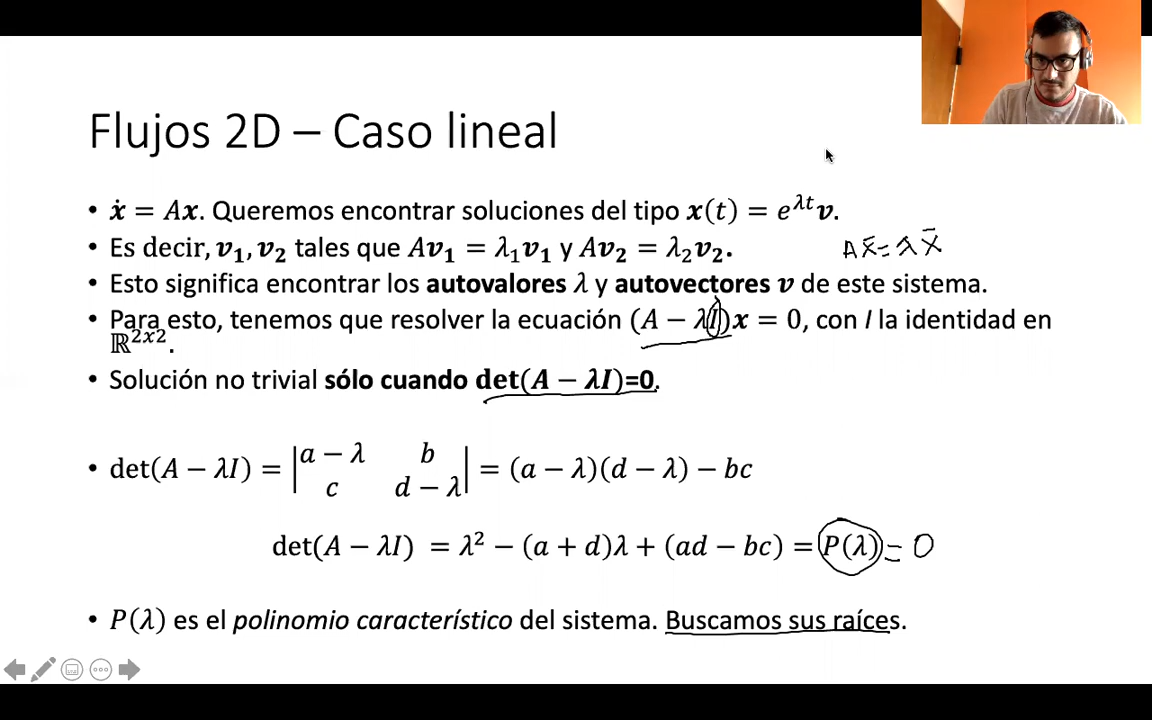 Flujos 2D – Caso lineal
• ẋ = Ax. Queremos encontrar soluciones del tipo x(t) = e^{λt}v.
• Es decir, v₁, v₂ tales que Av₁ = λ₁v₁ y Av₂ = λ₂v₂.
Ax̄ = λx̄
• Esto significa encontrar los autovalores λ y autovectores v de este sistema.
• Para esto, tenemos que resolver la ecuación (A − λI)x = 0, con I la identidad en
ℝ^{2x2}.
• Solución no trivial sólo cuando det(A − λI)=0.
• det(A − λI) = |a − λ b; c d − λ| = (a − λ)(d − λ) − bc
det(A − λI) = λ² − (a + d)λ + (ad − bc) = P(λ) = 0
• P(λ) es el polinomio característico del sistema. Buscamos sus raíces.